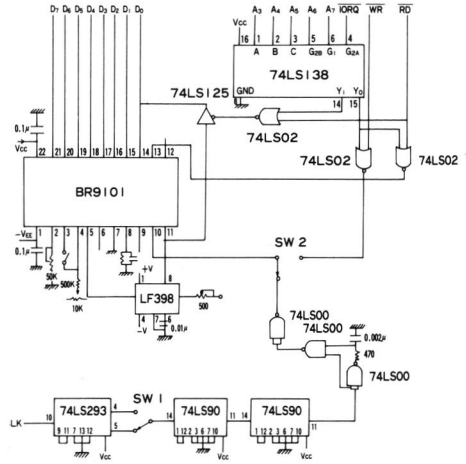 D7 D6 D5 D4 D3 D2 D1 D0 A3 A4 A5 A6 A7 IORQ WR RD
Vcc
16 1 2 3 5 6 4
A B C G2B G1 G2A
74LS138
GND Y1 Y0
14 15
74LS125
74LS02
74LS02
74LS02
0.1μ
Vcc
22 21 20 19 18 17 16 15 14 13 12
BR9101
1 2 3 4 5 6 7 8 9 10 11
-VEE
0.1μ
50K
500K
10K
+V
1 8
LF398
4 7 6
-V
0.01μ
500
SW 2
74LS00
74LS00
0.002μ
470
74LS00
SW 1
LK
10
74LS293
4
5
9 11 7 13 12
Vcc
14
74LS90
11
1 12 2 3 6 7 10
Vcc
14
74LS90
11
1 12 2 3 6 7 10
Vcc